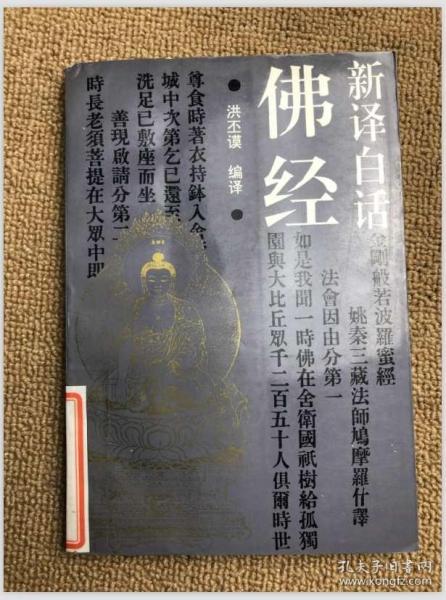 新译白话
佛经
洪丕谟 编译
金剛般若波羅蜜經
姚秦三藏法師鳩摩羅什譯
法會因由分第一
如是我聞一時佛在舍衛國祇樹給孤獨
園與大比丘眾千二百五十人俱爾時世
尊食時著衣持鉢入舍
城中次第乞已還至
洗足已敷座而坐
善現啟請分第二
時長老須菩提在大眾中即
孔夫子旧书网